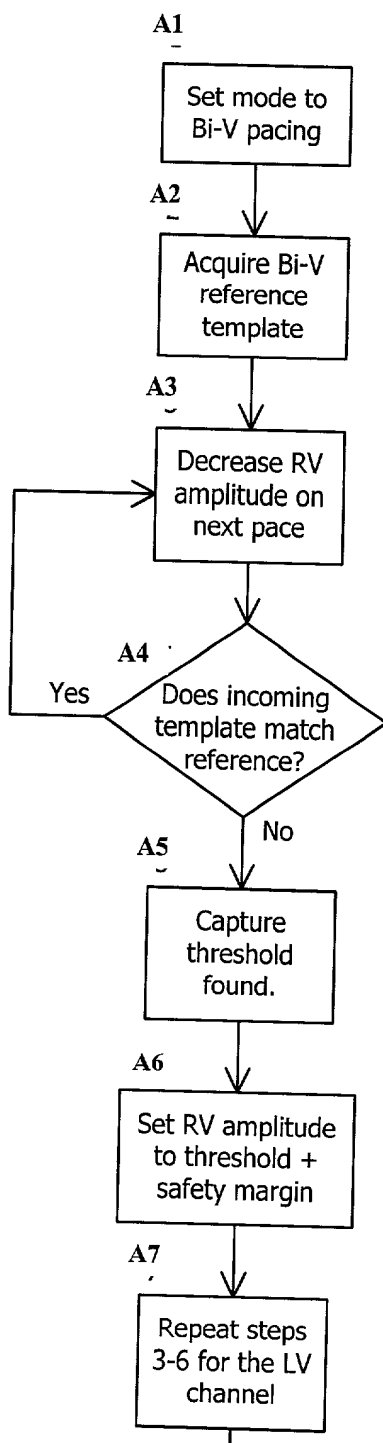 A1
Set mode to
Bi-V pacing
A2
Acquire Bi-V
reference
template
A3
Decrease RV
amplitude on
next pace
A4
Yes
Does incoming
template match
reference?
No
A5
Capture
threshold
found.
A6
Set RV amplitude
to threshold +
safety margin
A7
Repeat steps
3-6 for the LV
channel